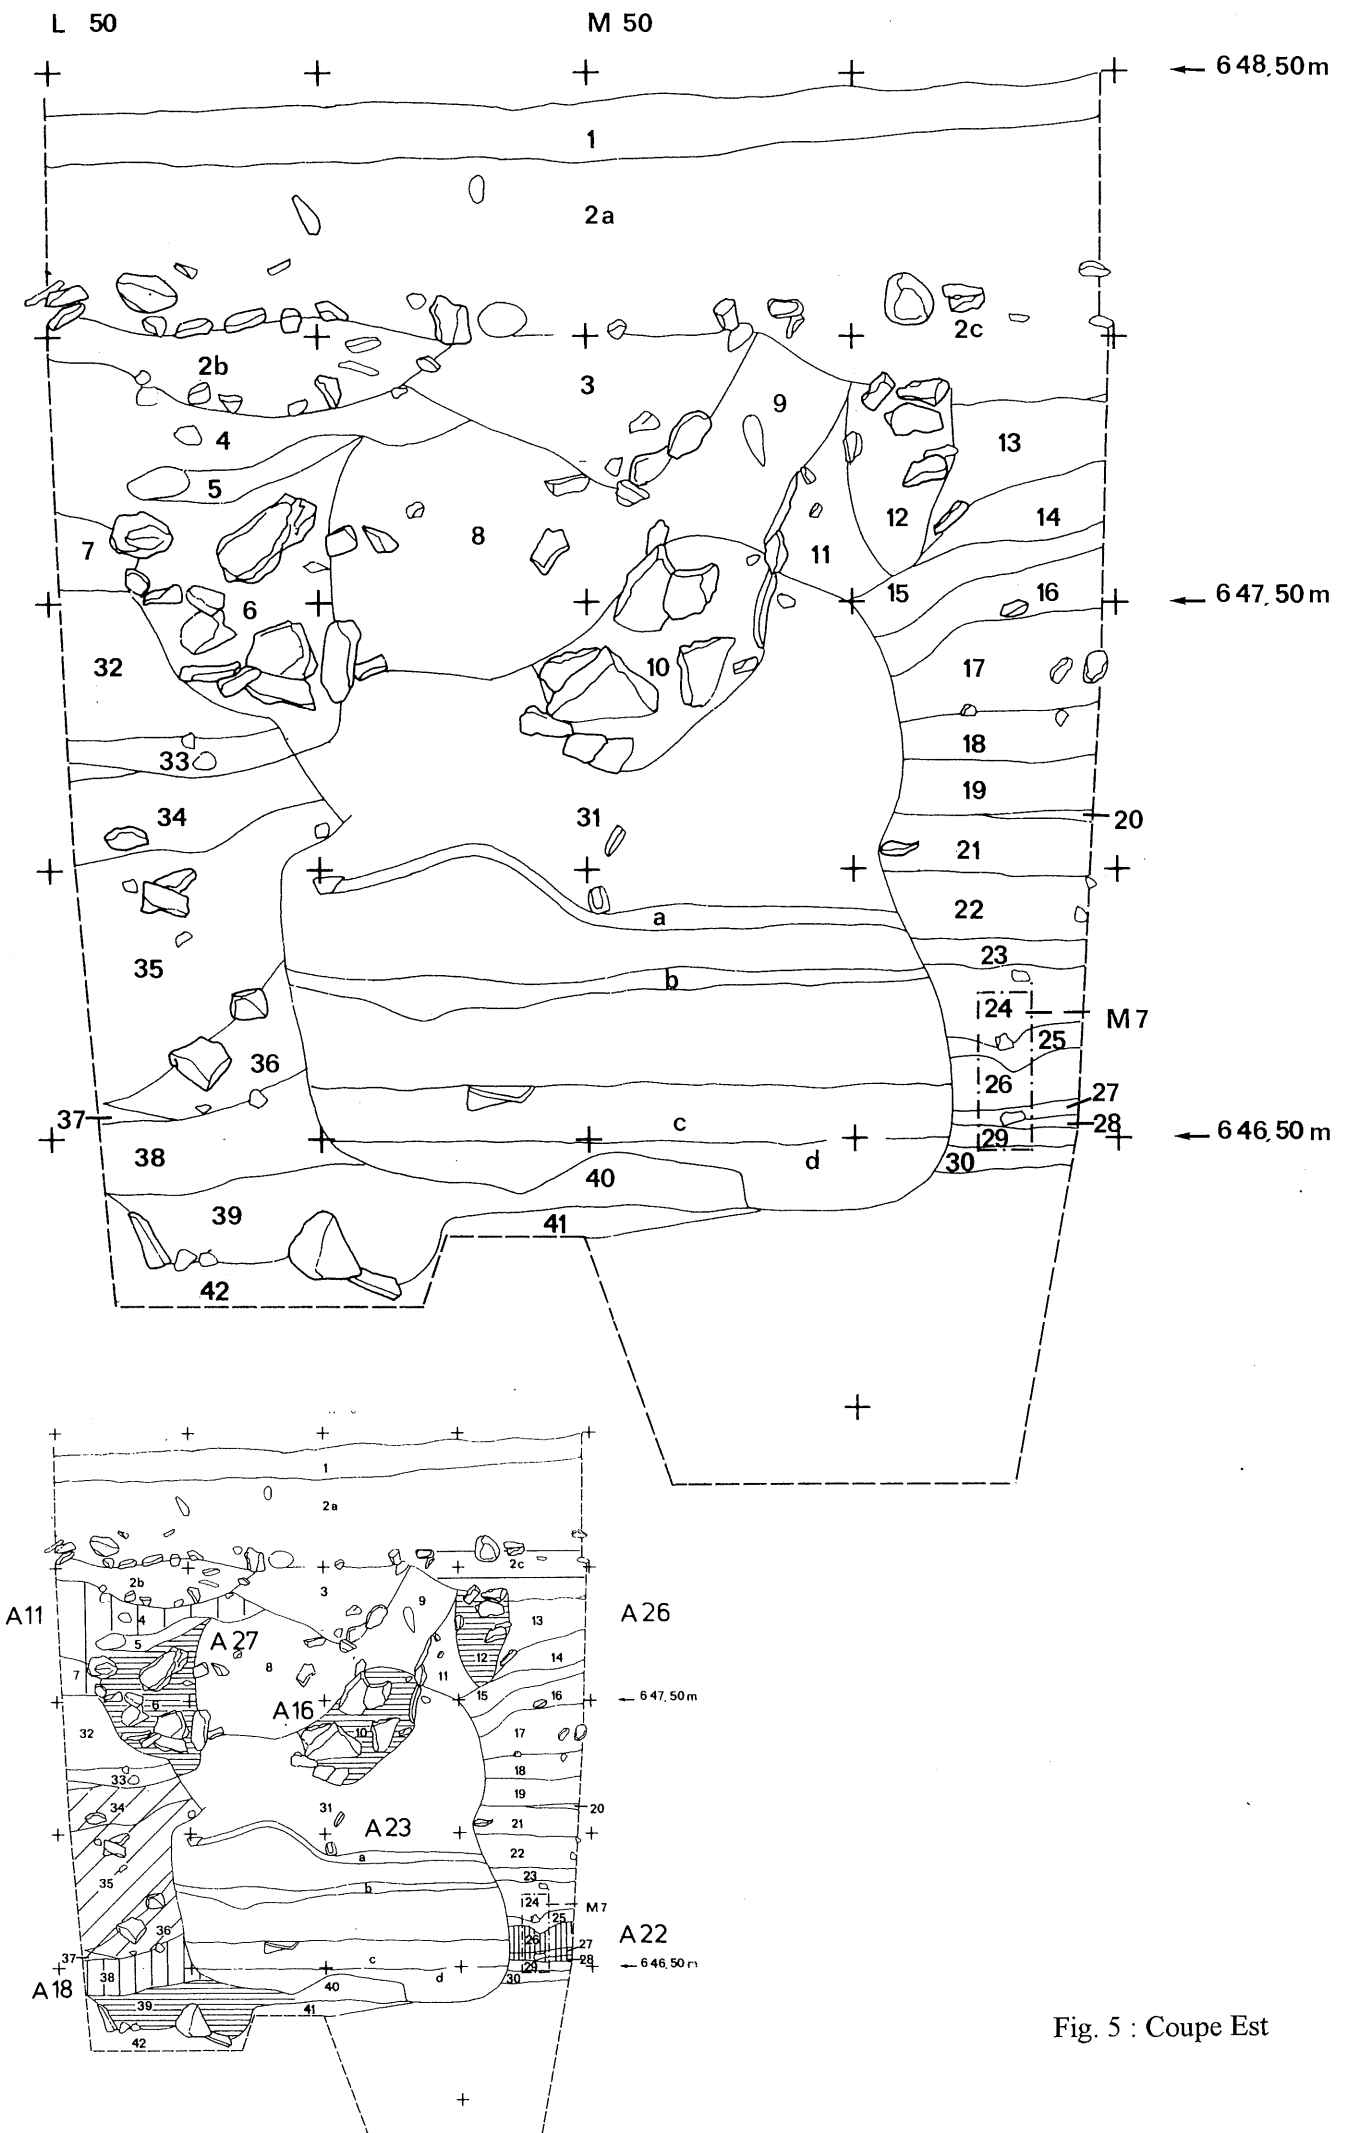 L 50 M 50
648,50m
1
2a
2c
2b
3
9
4
13
5
12
14
8
7
11
15 16
6
10
32
17
18
33
19
34
31
20
21
22
a
23
35
b
24
M7
25
36
26
27
37
c
28
29
646,50m
38
d
30
40
39
41
42
647,50m
1
2a
2c
2b
3
9
A11
4
13
A26
5
A27
12
14
7
8
11
15
16
647,50m
6
A16
32
10
17
33
18
19
34
31
20
A23
21
22
a
23
35
b
24
M7
25
36
26
A22
27
37
28
c
29
646,50m
38
d
30
A18
40
39
41
42
Fig. 5 : Coupe Est